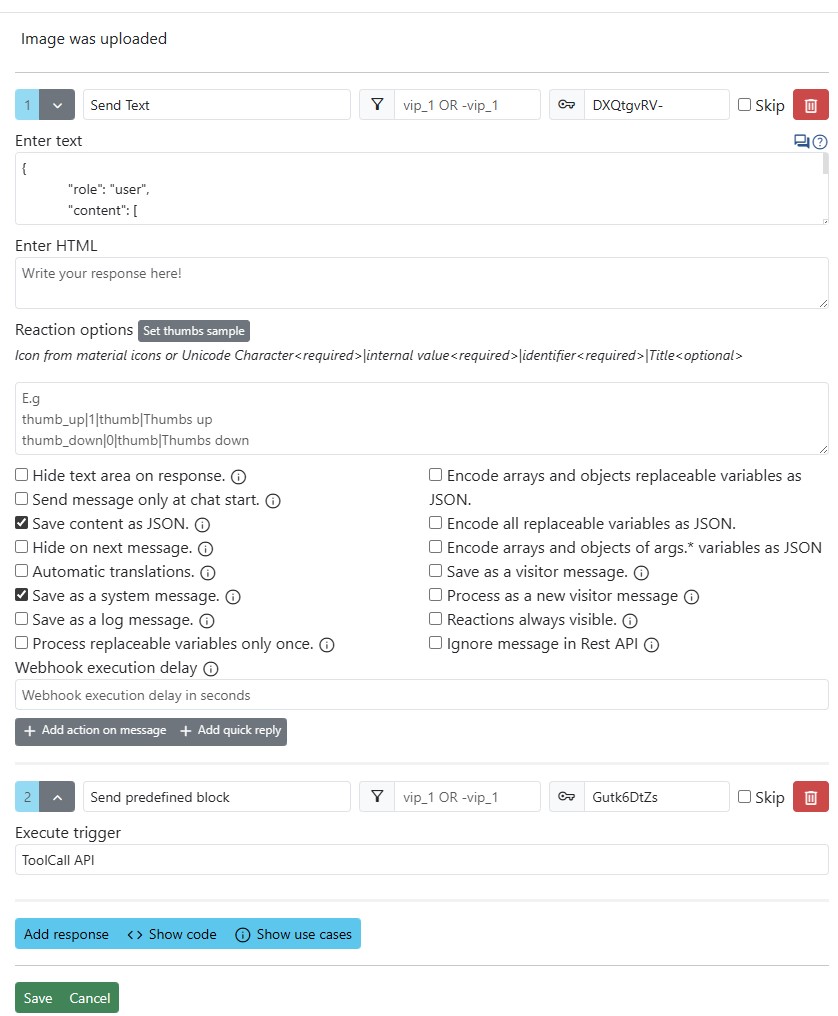 Image was uploaded
1 Send Text vip_1 OR -vip_1 DXQtgvRV- Skip
Enter text
{
"role": "user",
"content": [
Enter HTML
Write your response here!
Reaction options Set thumbs sample
Icon from material icons or Unicode Character<required>|internal value<required>|identifier<required>|Title<optional>
E.g
thumb_up|1|thumb|Thumbs up
thumb_down|0|thumb|Thumbs down
Hide text area on response.
Send message only at chat start.
Save content as JSON.
Hide on next message.
Automatic translations.
Save as a system message.
Save as a log message.
Process replaceable variables only once.
Encode arrays and objects replaceable variables as
JSON.
Encode all replaceable variables as JSON.
Encode arrays and objects of args.* variables as JSON
Save as a visitor message.
Process as a new visitor message
Reactions always visible.
Ignore message in Rest API
Webhook execution delay
Webhook execution delay in seconds
Add action on message Add quick reply
2 Send predefined block vip_1 OR -vip_1 Gutk6DtZs Skip
Execute trigger
ToolCall API
Add response <> Show code Show use cases
Save Cancel